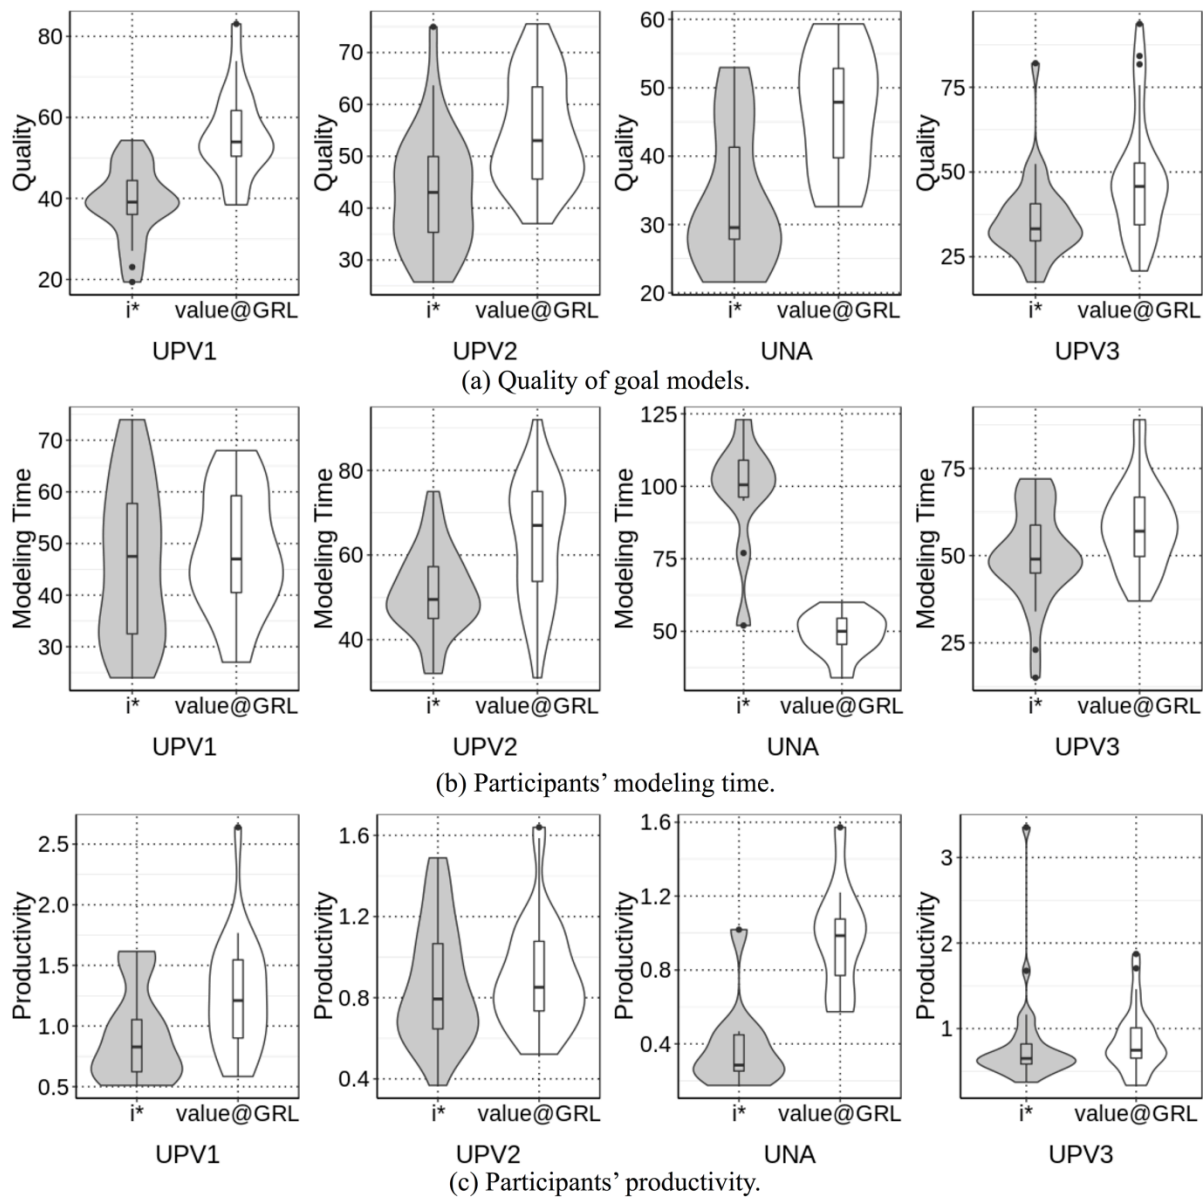 80
60
40
20
Quality
i* value@GRL
UPV1
70
60
50
40
30
Quality
i* value@GRL
UPV2
60
50
40
30
20
Quality
i* value@GRL
UNA
75
50
25
Quality
i* value@GRL
UPV3
(a) Quality of goal models.
70
60
50
40
30
Modeling Time
i* value@GRL
UPV1
80
60
40
Modeling Time
i* value@GRL
UPV2
125
100
75
50
Modeling Time
i* value@GRL
UNA
75
50
25
Modeling Time
i* value@GRL
UPV3
(b) Participants’ modeling time.
2.5
2.0
1.5
1.0
0.5
Productivity
i* value@GRL
UPV1
1.6
1.2
0.8
0.4
Productivity
i* value@GRL
UPV2
1.6
1.2
0.8
0.4
Productivity
i* value@GRL
UNA
3
2
1
Productivity
i* value@GRL
UPV3
(c) Participants’ productivity.